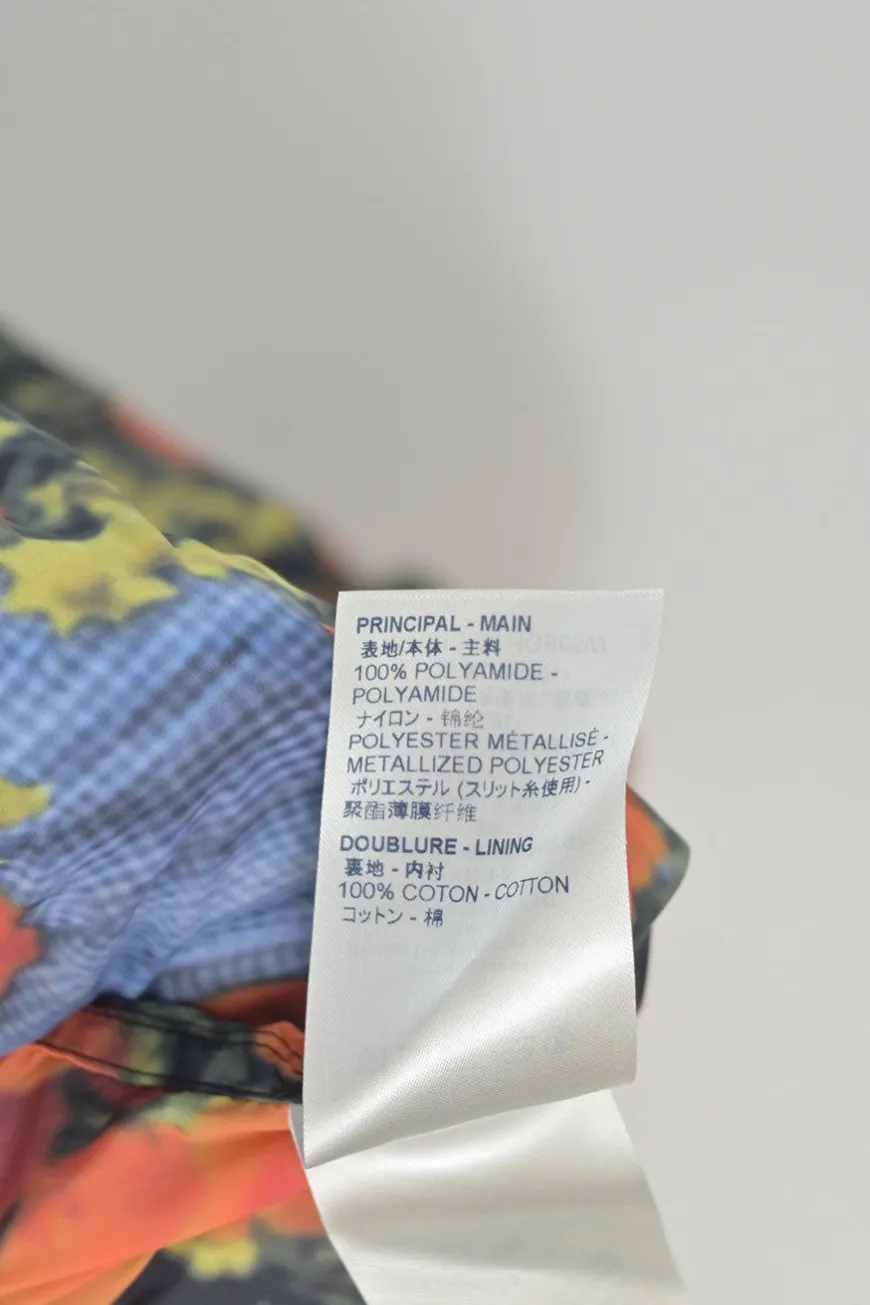 PRINCIPAL - MAIN
表地/本体 - 主料
100% POLYAMIDE -
POLYAMIDE
ナイロン - 锦纶
POLYESTER MÉTALLISÉ -
METALLIZED POLYESTER
ポリエステル (スリット糸使用) -
聚酯薄膜纤维
DOUBLURE - LINING
裏地 - 内衬
100% COTON - COTTON
コットン - 棉